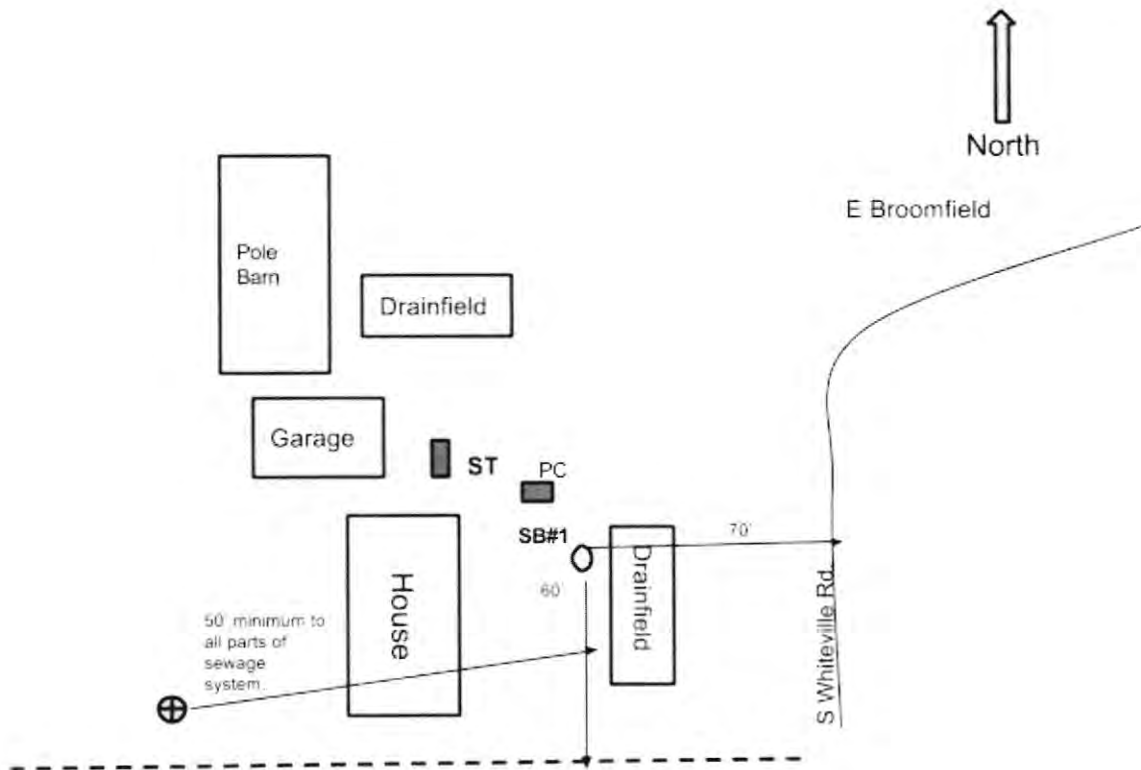 North
E Broomfield
Pole
Barn
Drainfield
Garage
ST
PC
SB#1
70'
60'
House
Drainfield
50' minimum to
all parts of
sewage
system.
S Whiteville Rd.